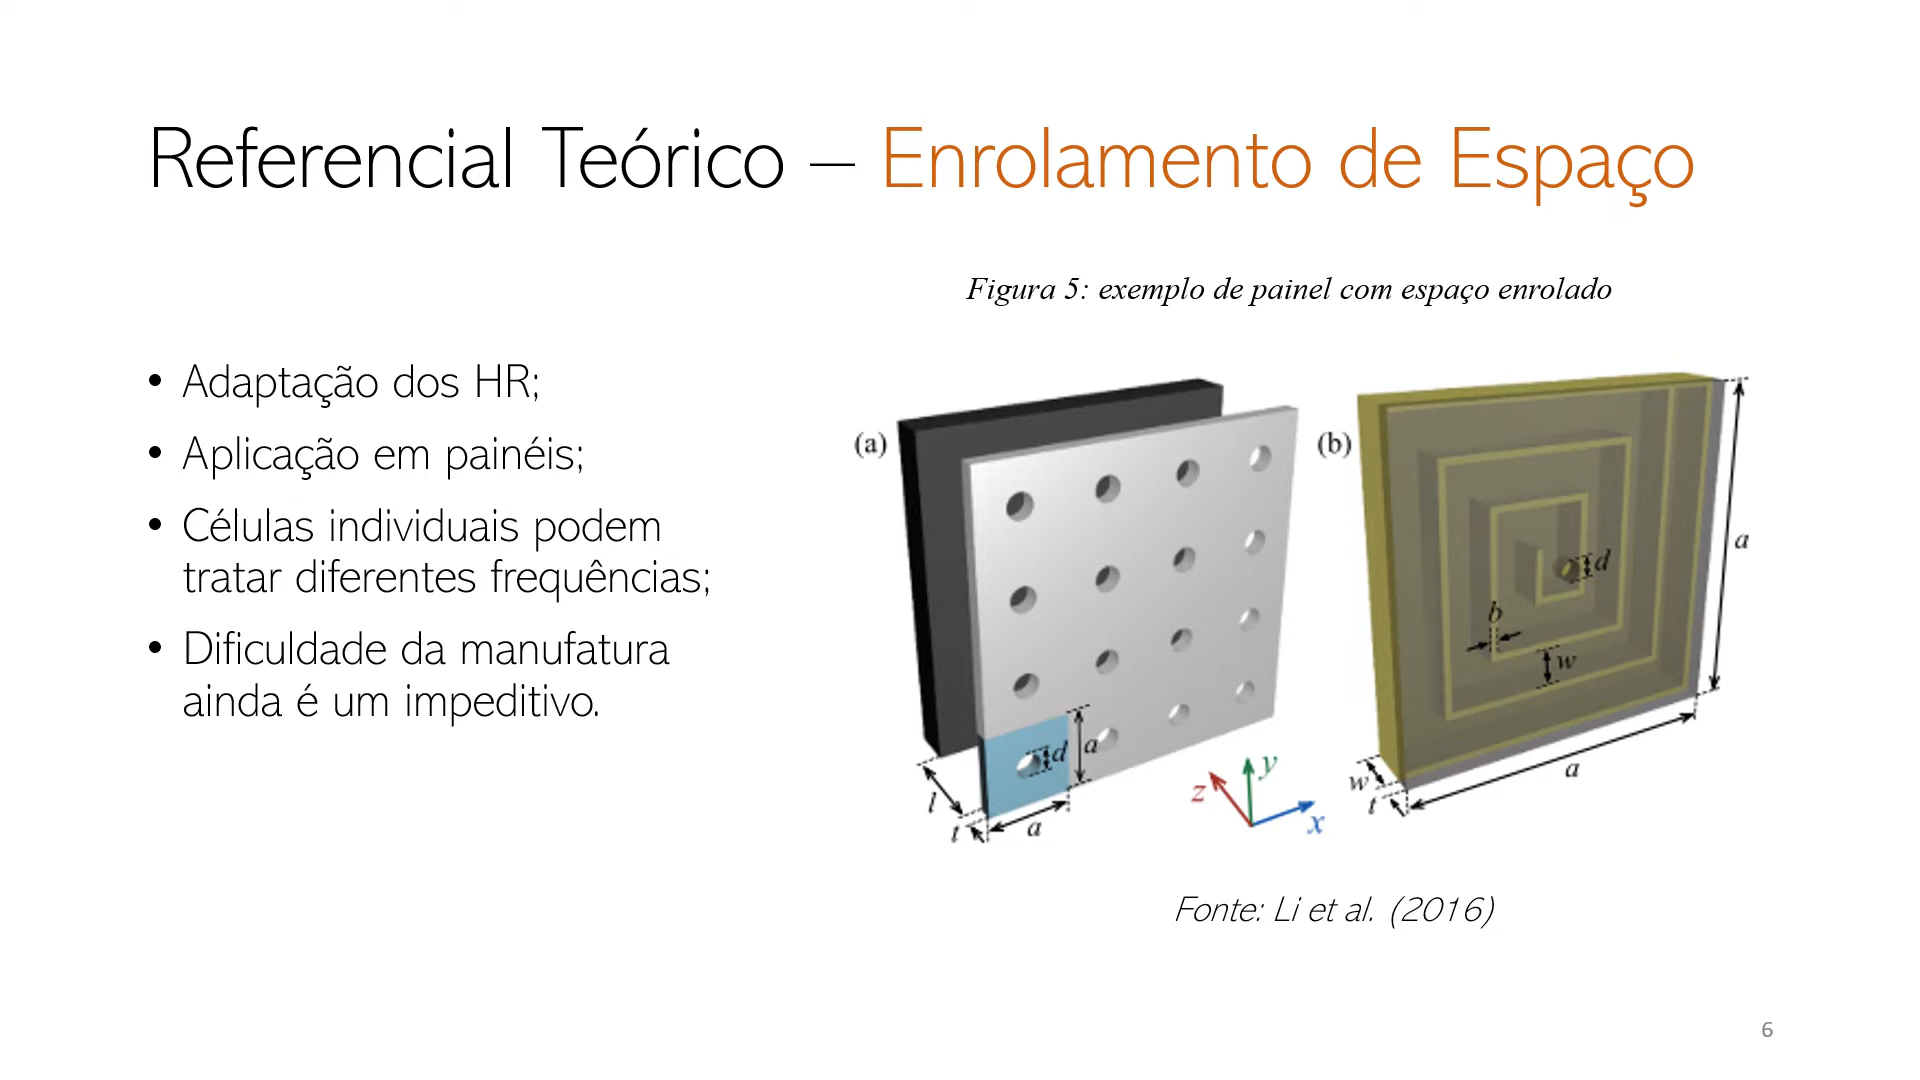 Referencial Teórico – Enrolamento de Espaço
Figura 5: exemplo de painel com espaço enrolado
• Adaptação dos HR;
• Aplicação em painéis;
• Células individuais podem
tratar diferentes frequências;
• Dificuldade da manufatura
ainda é um impeditivo.
(a)
d
a
l
t
a
z
y
x
(b)
a
d
b
w
a
w
t
Fonte: Li et al. (2016)
6